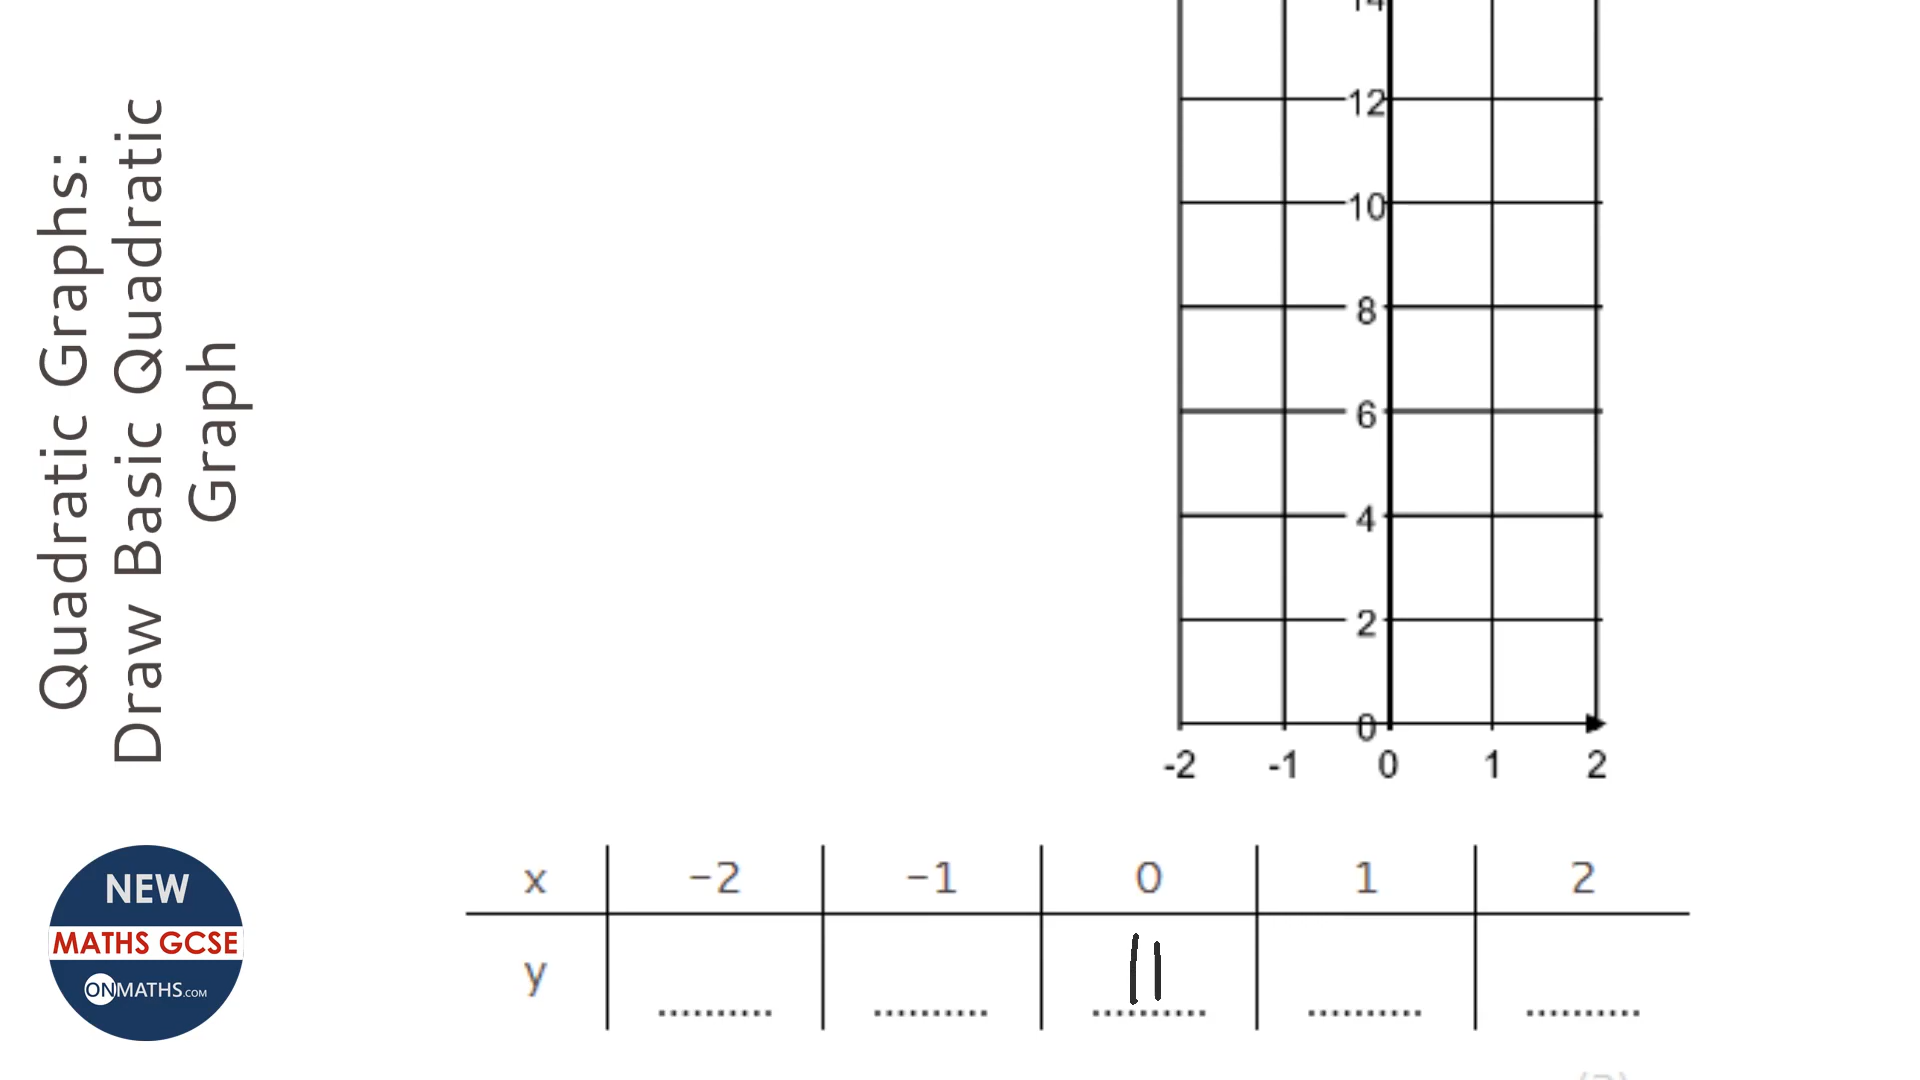 Quadratic Graphs:
Draw Basic Quadratic
Graph
14
12
10
8
6
4
2
0
-2 -1 0 1 2
x −2 −1 0 1 2
y 11
NEW
MATHS GCSE
ONMATHS.COM